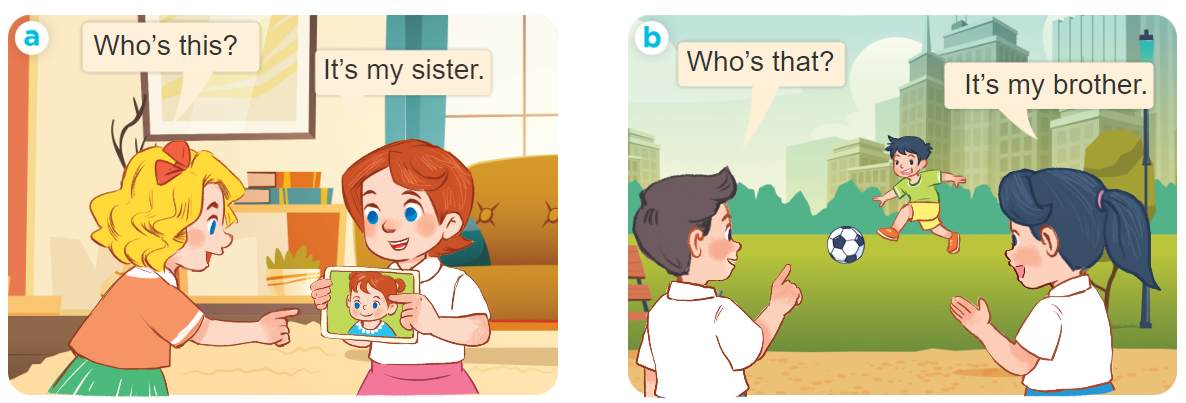 a
Who's this?
It's my sister.
b
Who's that?
It's my brother.